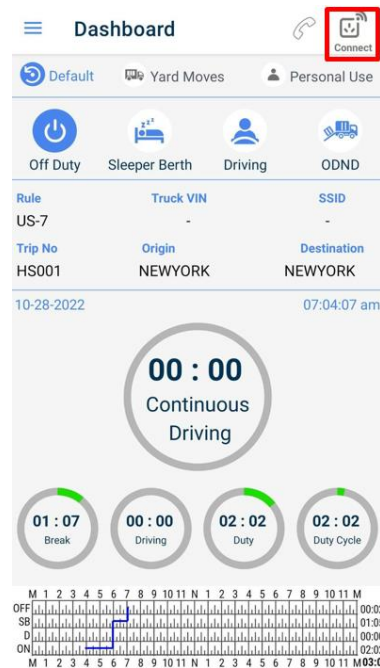 Dashboard
Connect
Default Yard Moves Personal Use
Off Duty Sleeper Berth Driving ODND
Rule Truck VIN SSID
US-7 - -
Trip No Origin Destination
HS001 NEWYORK NEWYORK
10-28-2022 07:04:07 am
00 : 00
Continuous
Driving
01 : 07 00 : 00 02 : 02 02 : 02
Break Driving Duty Duty Cycle
M 1 2 3 4 5 6 7 8 9 10 11 N 1 2 3 4 5 6 7 8 9 10 11 M
OFF
SB
D
ON
M 1 2 3 4 5 6 7 8 9 10 11 N 1 2 3 4 5 6 7 8 9 10 11 M